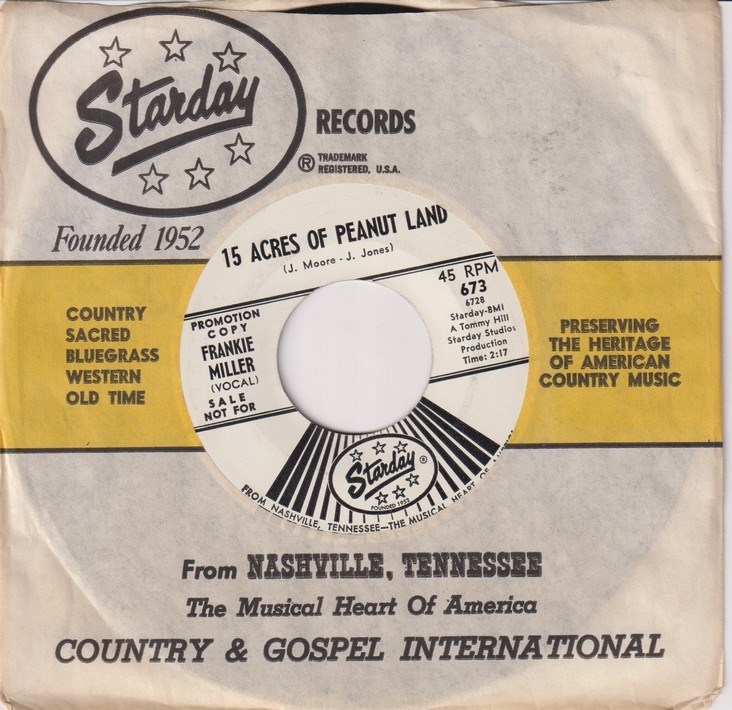 Starday
RECORDS
® TRADEMARK
REGISTERED, U.S.A.
Founded 1952
COUNTRY
SACRED
BLUEGRASS
WESTERN
OLD TIME
15 ACRES OF PEANUT LAND
(J. Moore - J. Jones)
PROMOTION
COPY
FRANKIE
MILLER
(VOCAL)
SALE
NOT FOR
45 RPM
673
6728
Starday-BMI
A Tommy Hill
Starday Studios
Production
Time: 2:17
Starday ®
FOUNDED 1952
FROM NASHVILLE, TENNESSEE—THE MUSICAL HEART OF
PRESERVING
THE HERITAGE
OF AMERICAN
COUNTRY MUSIC
From NASHVILLE, TENNESSEE
The Musical Heart Of America
COUNTRY & GOSPEL INTERNATIONAL